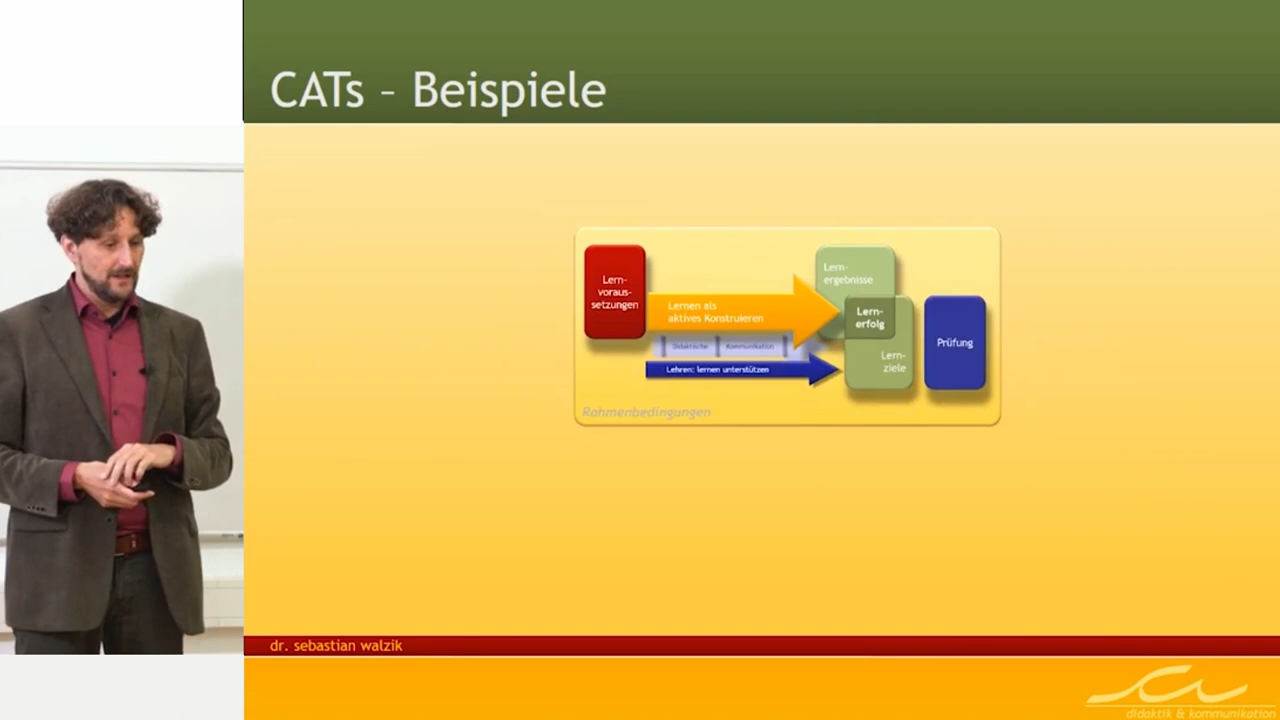 CATs – Beispiele
Lern-
voraus-
setzungen
Lernen als
aktives Konstruieren
Didaktische
Kommunikation
Lehren: lernen unterstützen
Lern-
ergebnisse
Lern-
erfolg
Lern-
ziele
Prüfung
Rahmenbedingungen
dr. sebastian walzik
didaktik & kommunikation